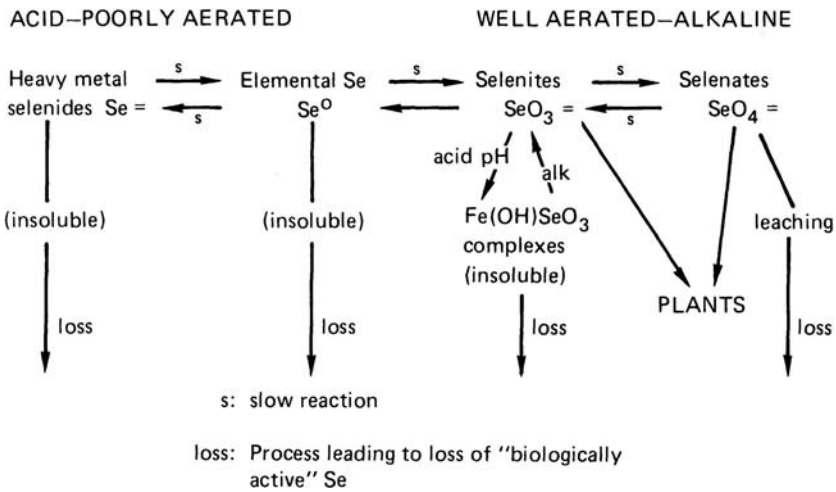 ACID–POORLY AERATED
WELL AERATED–ALKALINE
Heavy metal
selenides Se =
s
s
Elemental Se
Se⁰
s
Selenites
SeO₃ =
s
s
Selenates
SeO₄ =
acid pH
alk
(insoluble)
(insoluble)
Fe(OH)SeO₃
complexes
(insoluble)
leaching
PLANTS
loss
loss
loss
loss
s: slow reaction
loss: Process leading to loss of "biologically
active" Se